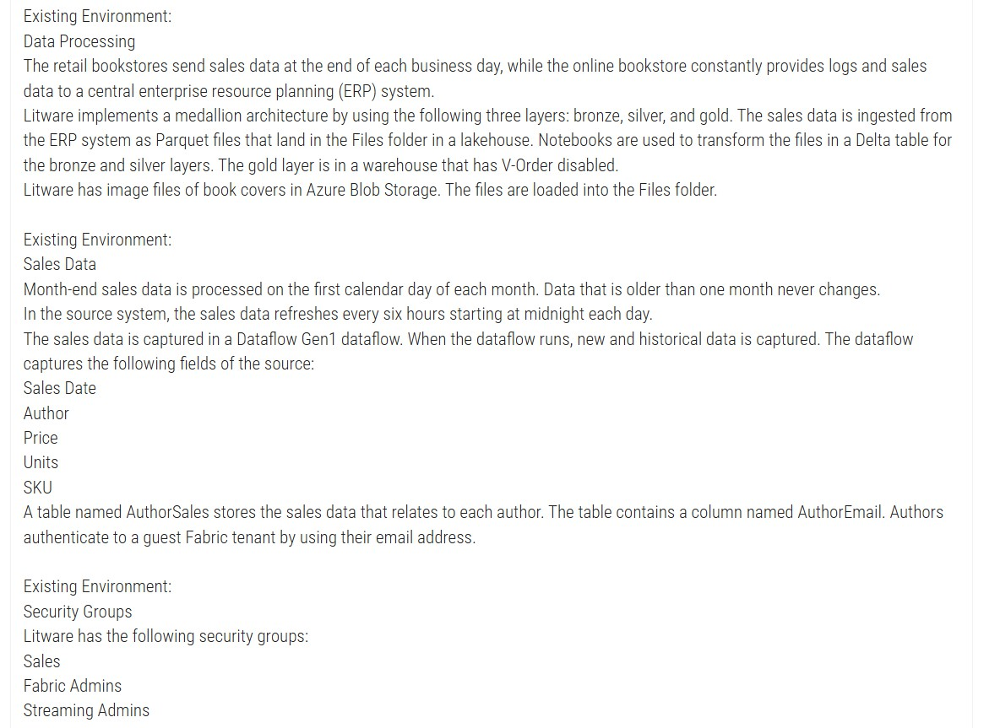 Existing Environment:
Data Processing
The retail bookstores send sales data at the end of each business day, while the online bookstore constantly provides logs and sales
data to a central enterprise resource planning (ERP) system.
Litware implements a medallion architecture by using the following three layers: bronze, silver, and gold. The sales data is ingested from
the ERP system as Parquet files that land in the Files folder in a lakehouse. Notebooks are used to transform the files in a Delta table for
the bronze and silver layers. The gold layer is in a warehouse that has V-Order disabled.
Litware has image files of book covers in Azure Blob Storage. The files are loaded into the Files folder.
Existing Environment:
Sales Data
Month-end sales data is processed on the first calendar day of each month. Data that is older than one month never changes.
In the source system, the sales data refreshes every six hours starting at midnight each day.
The sales data is captured in a Dataflow Gen1 dataflow. When the dataflow runs, new and historical data is captured. The dataflow
captures the following fields of the source:
Sales Date
Author
Price
Units
SKU
A table named AuthorSales stores the sales data that relates to each author. The table contains a column named AuthorEmail. Authors
authenticate to a guest Fabric tenant by using their email address.
Existing Environment:
Security Groups
Litware has the following security groups:
Sales
Fabric Admins
Streaming Admins